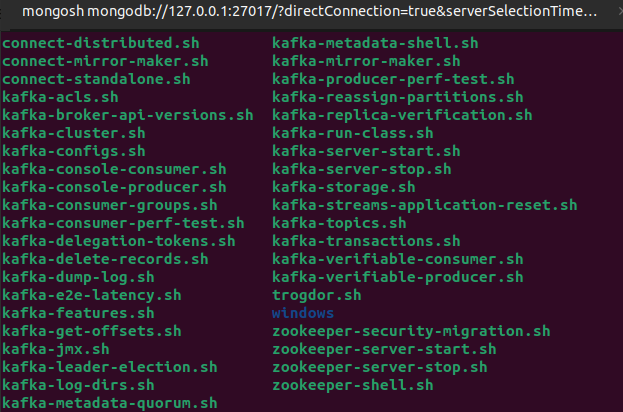 mongosh mongodb://127.0.0.1:27017/?directConnection=true&serverSelectionTime…
connect-distributed.sh kafka-metadata-shell.sh
connect-mirror-maker.sh kafka-mirror-maker.sh
connect-standalone.sh kafka-producer-perf-test.sh
kafka-acls.sh kafka-reassign-partitions.sh
kafka-broker-api-versions.sh kafka-replica-verification.sh
kafka-cluster.sh kafka-run-class.sh
kafka-configs.sh kafka-server-start.sh
kafka-console-consumer.sh kafka-server-stop.sh
kafka-console-producer.sh kafka-storage.sh
kafka-consumer-groups.sh kafka-streams-application-reset.sh
kafka-consumer-perf-test.sh kafka-topics.sh
kafka-delegation-tokens.sh kafka-transactions.sh
kafka-delete-records.sh kafka-verifiable-consumer.sh
kafka-dump-log.sh kafka-verifiable-producer.sh
kafka-e2e-latency.sh trogdor.sh
kafka-features.sh windows
kafka-get-offsets.sh zookeeper-security-migration.sh
kafka-jmx.sh zookeeper-server-start.sh
kafka-leader-election.sh zookeeper-server-stop.sh
kafka-log-dirs.sh zookeeper-shell.sh
kafka-metadata-quorum.sh